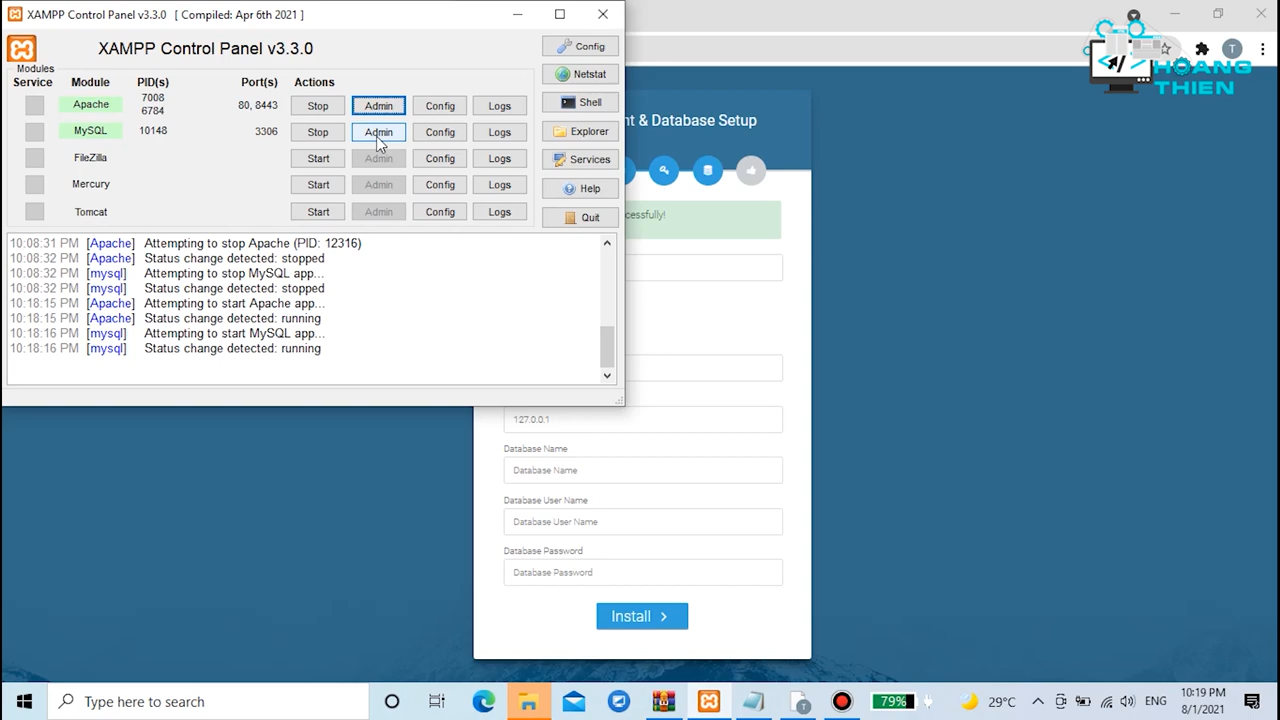 XAMPP Control Panel v3.3.0 [ Compiled: Apr 6th 2021 ]
XAMPP Control Panel v3.3.0
Config
Modules
Service Module PID(s) Port(s) Actions
Netstat
Apache 7008 6784 80, 8443 Stop Admin Config Logs
Shell
MySQL 10148 3306 Stop Admin Config Logs
Explorer
FileZilla Start Admin Config Logs
Services
Mercury Start Admin Config Logs
Help
Tomcat Start Admin Config Logs
Quit
10:08:31 PM [Apache] Attempting to stop Apache (PID: 12316)
10:08:32 PM [Apache] Status change detected: stopped
10:08:32 PM [mysql] Attempting to stop MySQL app...
10:08:32 PM [mysql] Status change detected: stopped
10:18:15 PM [Apache] Attempting to start Apache app...
10:18:15 PM [Apache] Status change detected: running
10:18:16 PM [mysql] Attempting to start MySQL app...
10:18:16 PM [mysql] Status change detected: running
T
HOANG
THIEN
& Database Setup
127.0.0.1
Database Name
Database Name
Database User Name
Database User Name
Database Password
Database Password
Install
Type here to search
79%
29°C
ENG
10:19 PM
8/1/2021